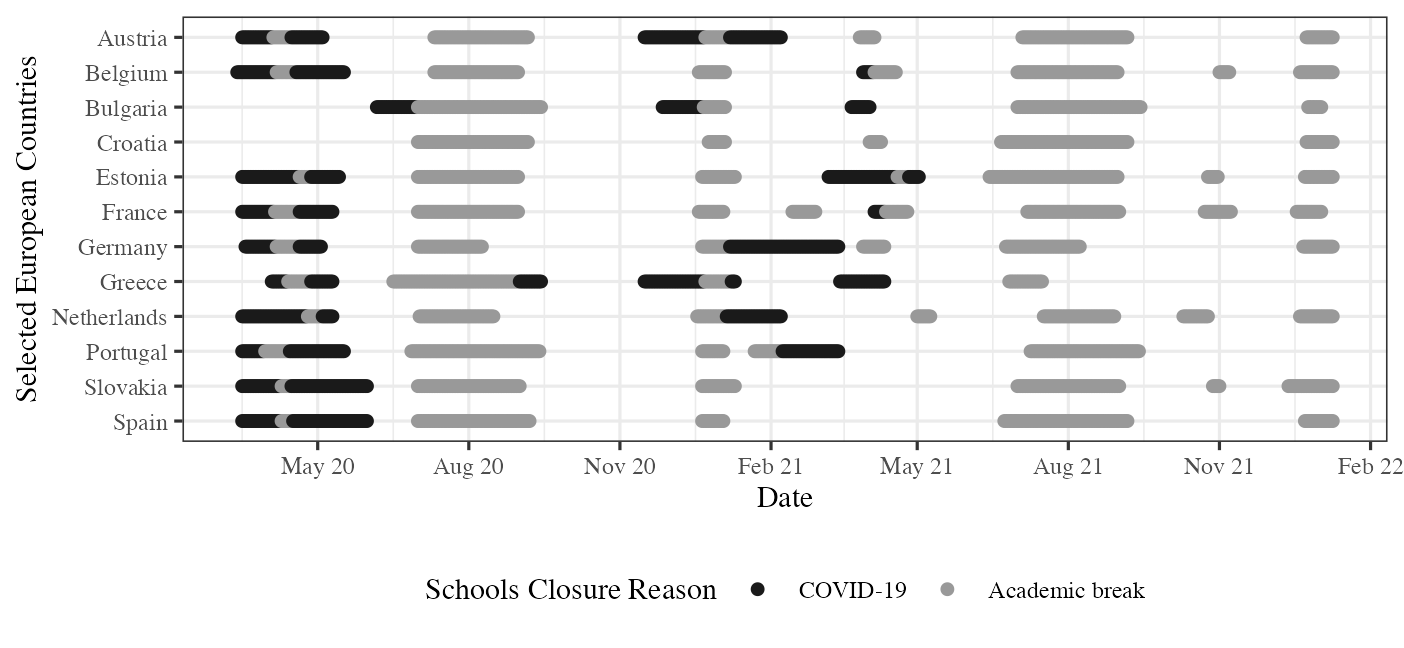 Selected European Countries
Austria
Belgium
Bulgaria
Croatia
Estonia
France
Germany
Greece
Netherlands
Portugal
Slovakia
Spain
May 20 Aug 20 Nov 20 Feb 21 May 21 Aug 21 Nov 21 Feb 22
Date
Schools Closure Reason COVID-19 Academic break